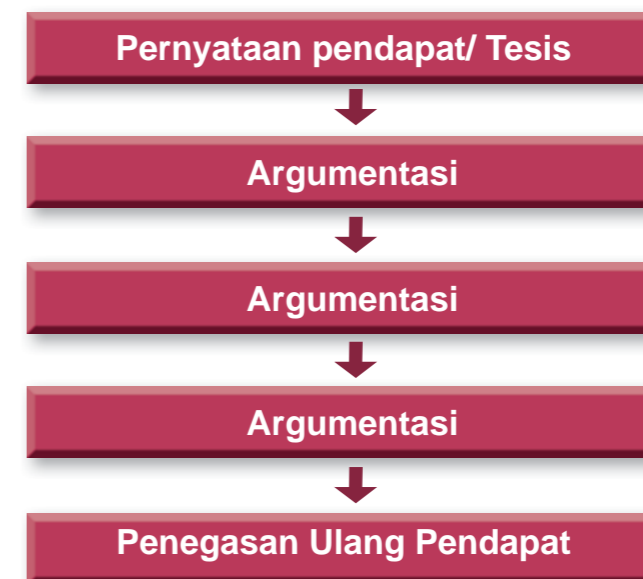 Pernyataan pendapat/ Tesis
Argumentasi
Argumentasi
Argumentasi
Penegasan Ulang Pendapat